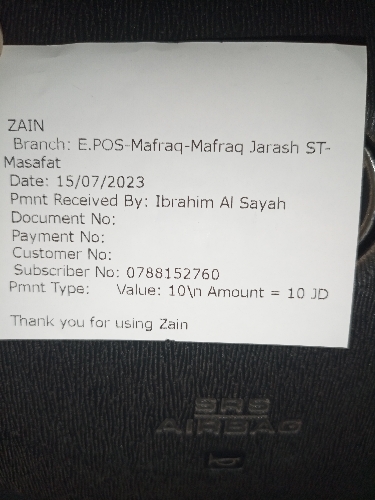 ZAIN
Branch: E.POS-Mafraq-Mafraq Jarash ST-
Masafat
Date: 15/07/2023
Pmnt Received By: Ibrahim Al Sayah
Document No:
Payment No:
Customer No:
Subscriber No: 0788152760
Pmnt Type: Value: 10\n Amount = 10 JD
Thank you for using Zain
SRS
AIRBAG